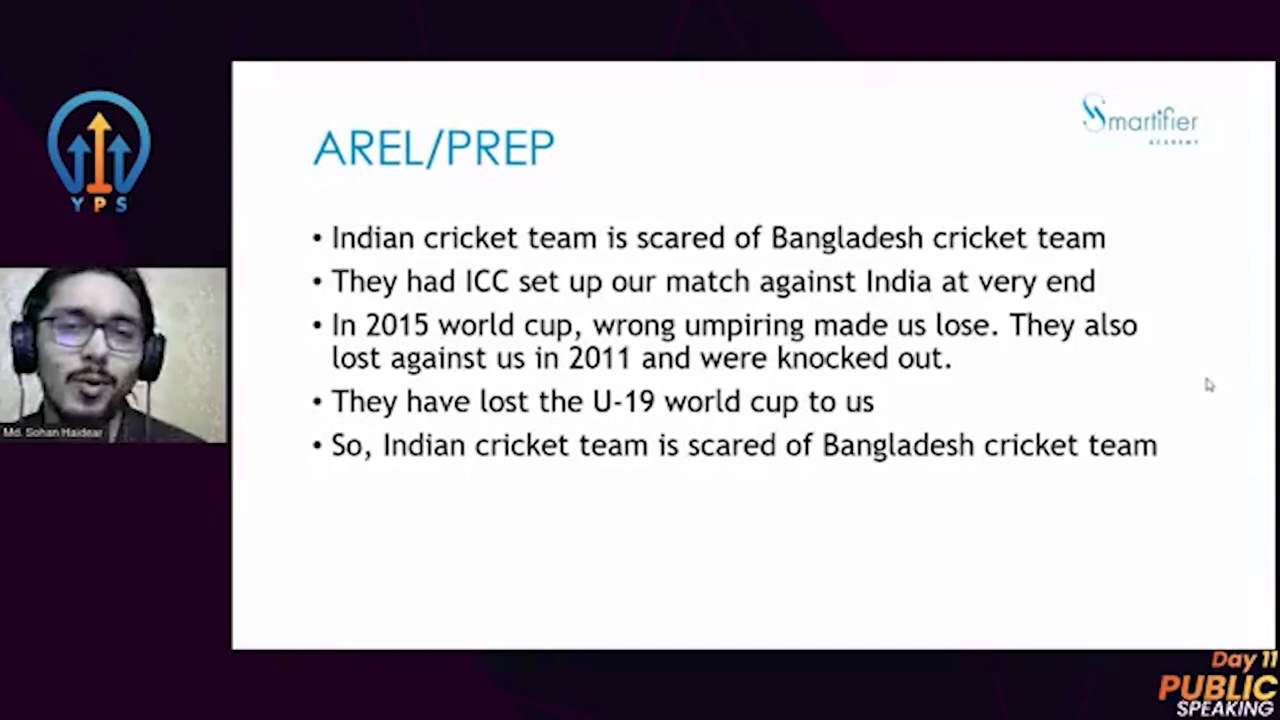 YPS
Md. Sohan Haidear
Smartifier
ACADEMY
AREL/PREP
• Indian cricket team is scared of Bangladesh cricket team
• They had ICC set up our match against India at very end
• In 2015 world cup, wrong umpiring made us lose. They also
lost against us in 2011 and were knocked out.
• They have lost the U-19 world cup to us
• So, Indian cricket team is scared of Bangladesh cricket team
Day 11
PUBLIC
SPEAKING